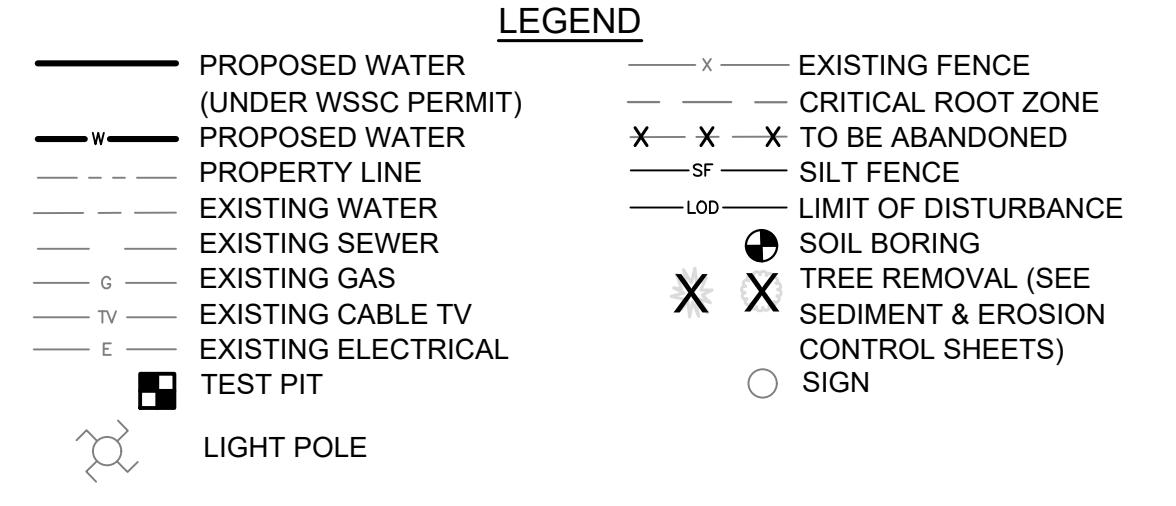 LEGEND
PROPOSED WATER
(UNDER WSSC PERMIT)
W PROPOSED WATER
PROPERTY LINE
EXISTING WATER
EXISTING SEWER
G EXISTING GAS
TV EXISTING CABLE TV
E EXISTING ELECTRICAL
TEST PIT
LIGHT POLE
X EXISTING FENCE
CRITICAL ROOT ZONE
X X X TO BE ABANDONED
SF SILT FENCE
LOD LIMIT OF DISTURBANCE
SOIL BORING
X X TREE REMOVAL (SEE
SEDIMENT & EROSION
CONTROL SHEETS)
SIGN